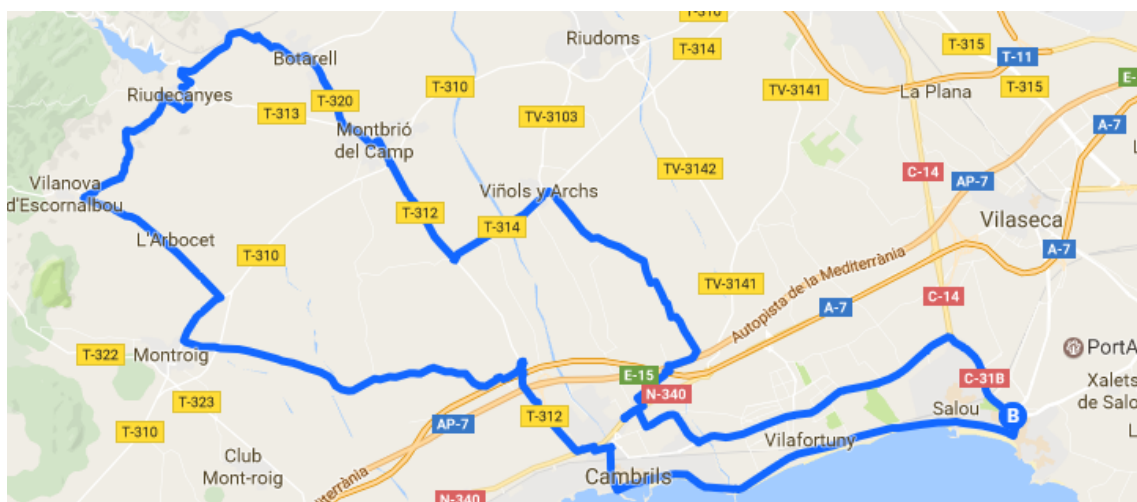 T-310
Riudoms
T-314
T-315
T-11
Botarell
T-310
TV-3141
La Plana
T-315
E-
Riudecanyes
T-320
T-313
TV-3103
A-7
Montbrió
del Camp
TV-3142
C-14
AP-7
L
Vilanova
d'Escornalbou
Viñols y Archs
T-312
T-314
Vilaseca
L'Arbocet
T-310
A-7
TV-3141
Autopista de la Mediterrània
C-14
A-7
T-322
Montroig
PortA
E-15
C-31B
N-340
Xalets
de Salo
T-323
T-312
Salou
B
AP-7
T-310
Vilafortuny
L
Club
Mont-roig
Cambrils
diterrània
N-340